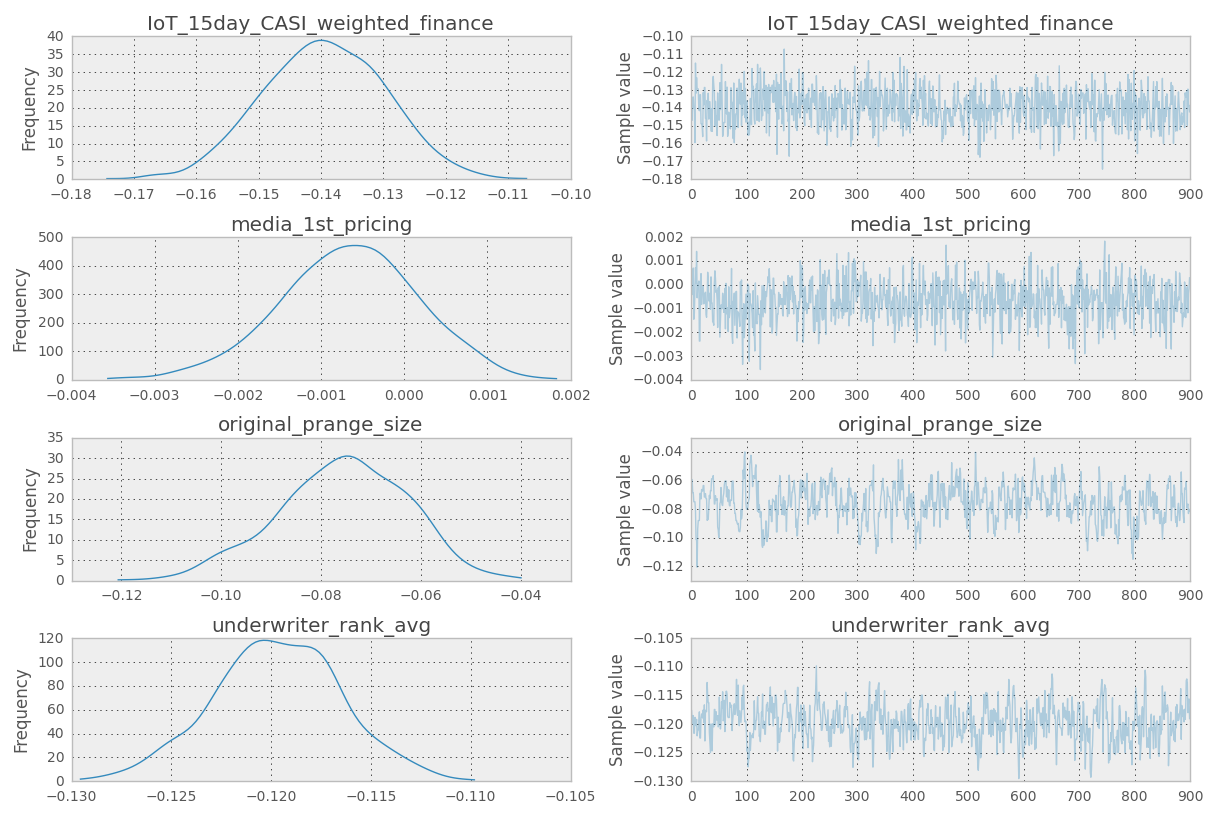 IoT_15day_CASI_weighted_finance
IoT_15day_CASI_weighted_finance
Frequency
40
35
30
25
20
15
10
5
0
−0.18 −0.17 −0.16 −0.15 −0.14 −0.13 −0.12 −0.11 −0.10
Sample value
−0.10
−0.11
−0.12
−0.13
−0.14
−0.15
−0.16
−0.17
−0.18
0 100 200 300 400 500 600 700 800 900
media_1st_pricing
media_1st_pricing
Frequency
500
400
300
200
100
0
−0.004 −0.003 −0.002 −0.001 0.000 0.001 0.002
Sample value
0.002
0.001
0.000
−0.001
−0.002
−0.003
−0.004
0 100 200 300 400 500 600 700 800 900
original_prange_size
original_prange_size
Frequency
35
30
25
20
15
10
5
0
−0.12 −0.10 −0.08 −0.06 −0.04
Sample value
−0.04
−0.06
−0.08
−0.10
−0.12
0 100 200 300 400 500 600 700 800 900
underwriter_rank_avg
underwriter_rank_avg
Frequency
120
100
80
60
40
20
0
−0.130 −0.125 −0.120 −0.115 −0.110 −0.105
Sample value
−0.105
−0.110
−0.115
−0.120
−0.125
−0.130
0 100 200 300 400 500 600 700 800 900